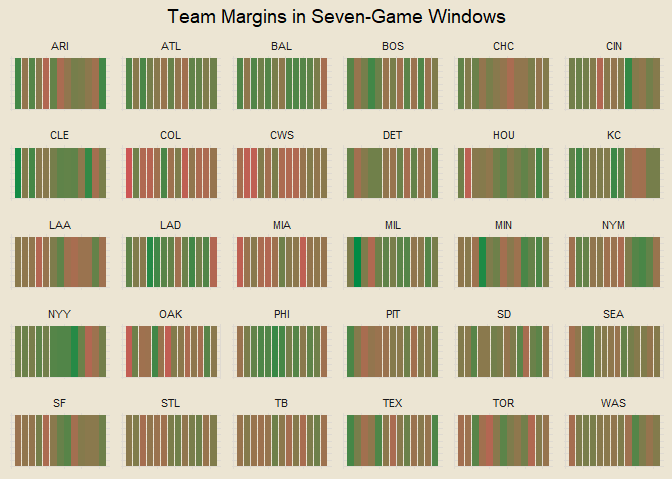 Team Margins in Seven-Game Windows
ARI ATL BAL BOS CHC CIN
CLE COL CWS DET HOU KC
LAA LAD MIA MIL MIN NYM
NYY OAK PHI PIT SD SEA
SF STL TB TEX TOR WAS